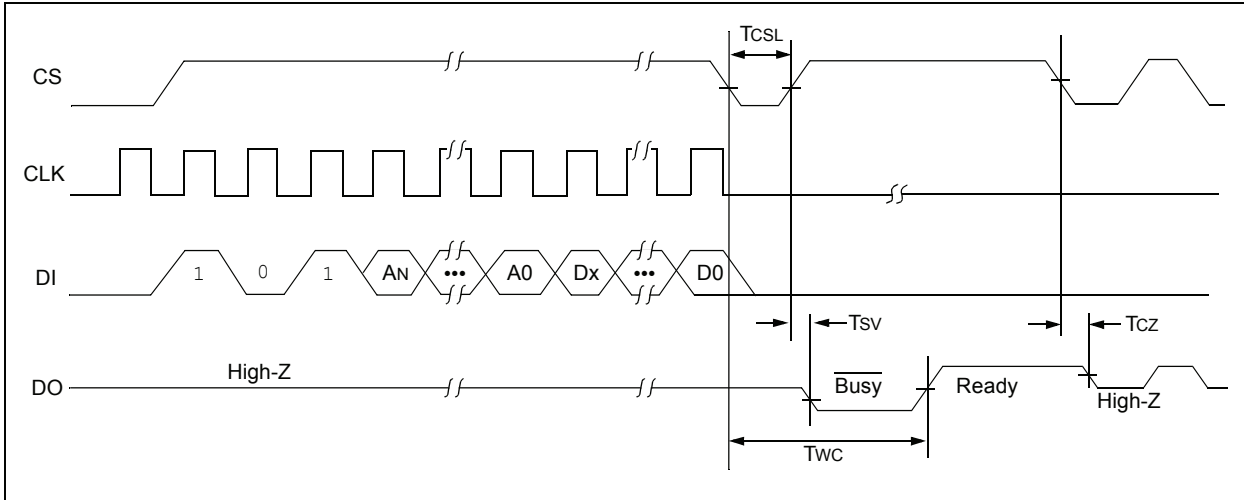 TCSL
CS
CLK
DI 1 0 1 AN ••• A0 Dx ••• D0
TSV TCZ
DO High-Z Busy Ready High-Z
TWC